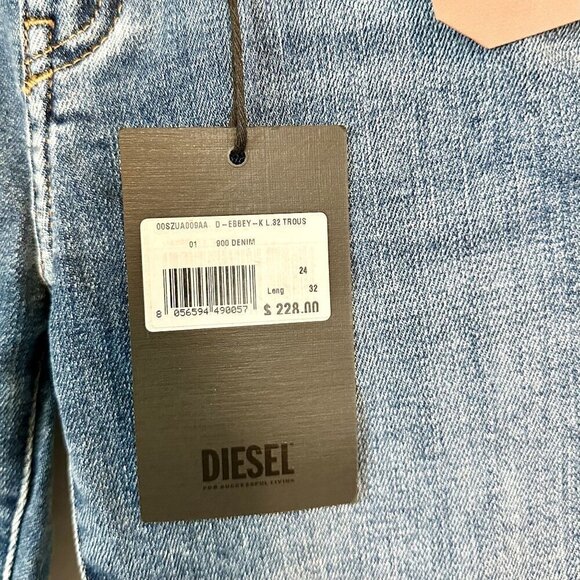 00SZUA009AA D-EBBEY-K L.32 TROUS
01 900 DENIM
24
Leng 32
8 056594 490057 $ 228.00
DIESEL
FOR SUCCESSFUL LIVING